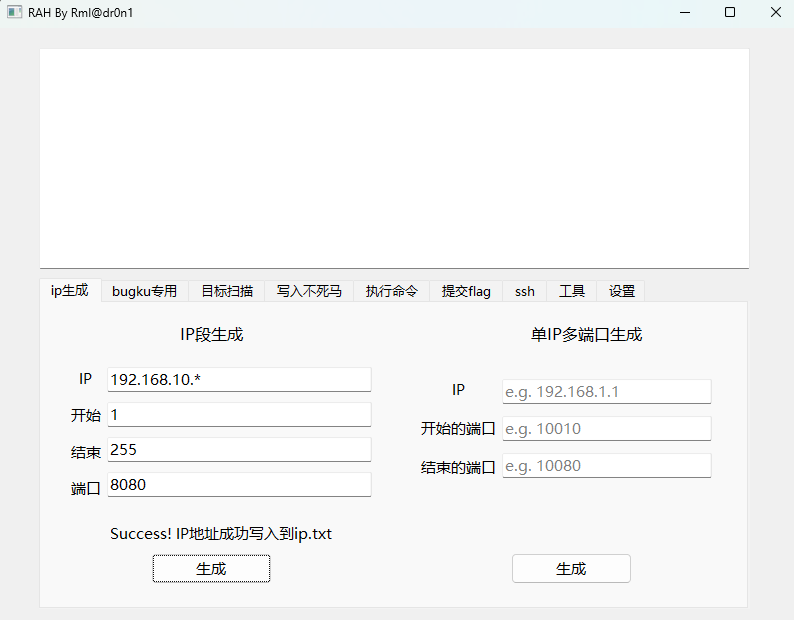 RAH By Rml@dr0n1
ip生成 bugku专用 目标扫描 写入不死马 执行命令 提交flag ssh 工具 设置
IP段生成
IP 192.168.10.*
开始 1
结束 255
端口 8080
Success! IP地址成功写入到ip.txt
生成
单IP多端口生成
IP e.g. 192.168.1.1
开始的端口 e.g. 10010
结束的端口 e.g. 10080
生成